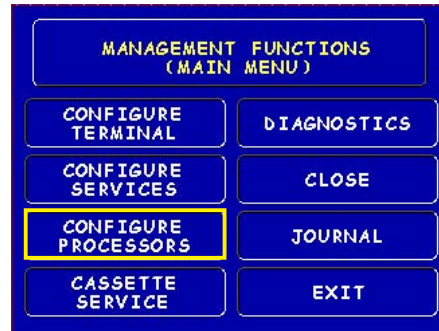 MANAGEMENT FUNCTIONS
(MAIN MENU)
CONFIGURE
TERMINAL
DIAGNOSTICS
CONFIGURE
SERVICES
CLOSE
CONFIGURE
PROCESSORS
JOURNAL
CASSETTE
SERVICE
EXIT